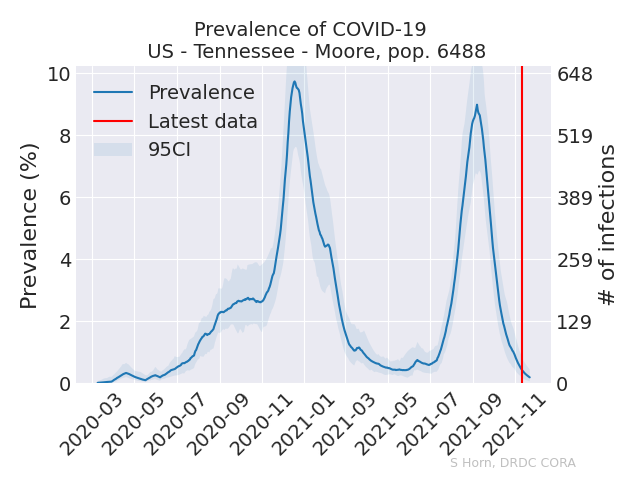 Prevalence of COVID-19
US - Tennessee - Moore, pop. 6488
Prevalence (%)
10
8
6
4
2
0
Prevalence
Latest data
95CI
648
519
389
259
129
0
# of infections
2020-03
2020-05
2020-07
2020-09
2020-11
2021-01
2021-03
2021-05
2021-07
2021-09
2021-11
S Horn, DRDC CORA